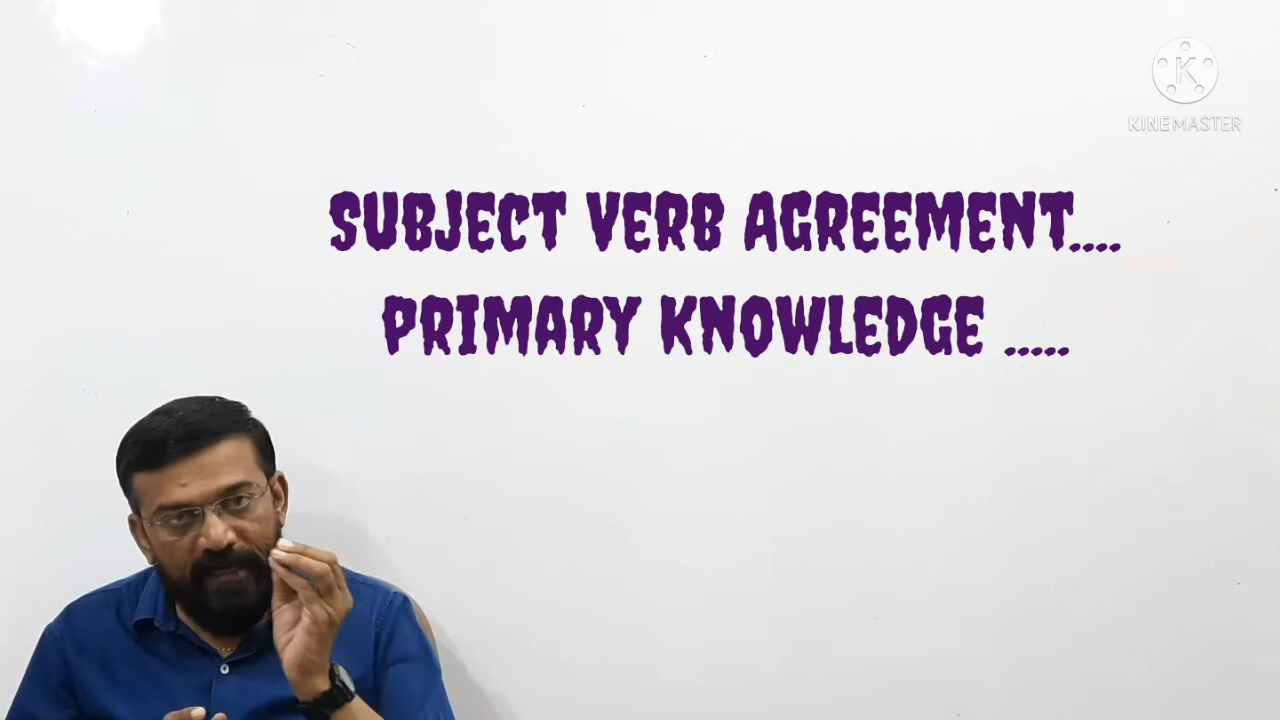 KINEMASTER
SUBJECT VERB AGREEMENT....
PRIMARY KNOWLEDGE .....